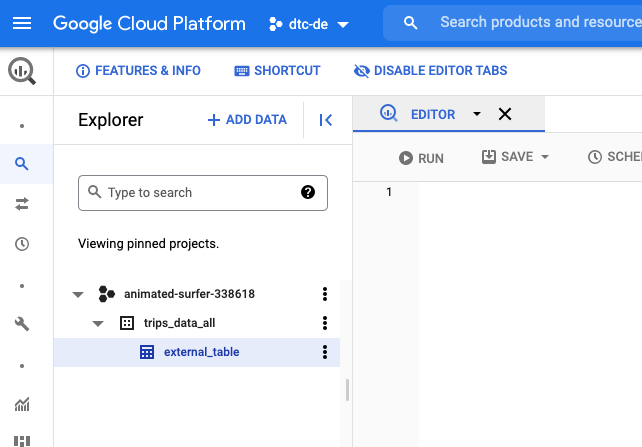 Google Cloud Platform dtc-de Search products and resource
FEATURES & INFO SHORTCUT DISABLE EDITOR TABS
Explorer + ADD DATA EDITOR
RUN SAVE SCHE
Type to search ? 1
Viewing pinned projects.
animated-surfer-338618
trips_data_all
external_table